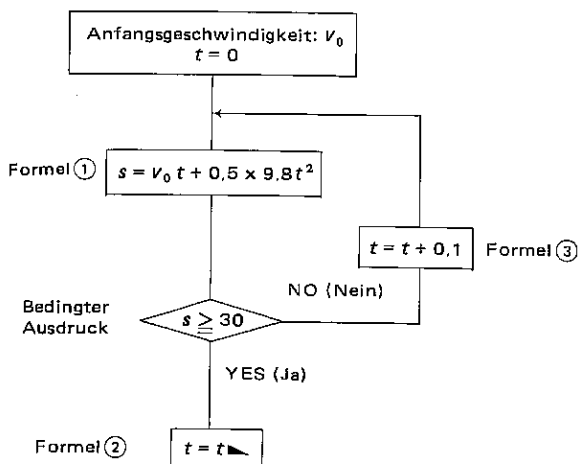 Anfangsgeschwindigkeit: v₀
t = 0
Formel ① s = v₀ t + 0,5 × 9,8t²
t = t + 0,1 Formel ③
NO (Nein)
Bedingter
Ausdruck
s ≧ 30
YES (Ja)
Formel ② t = t◣